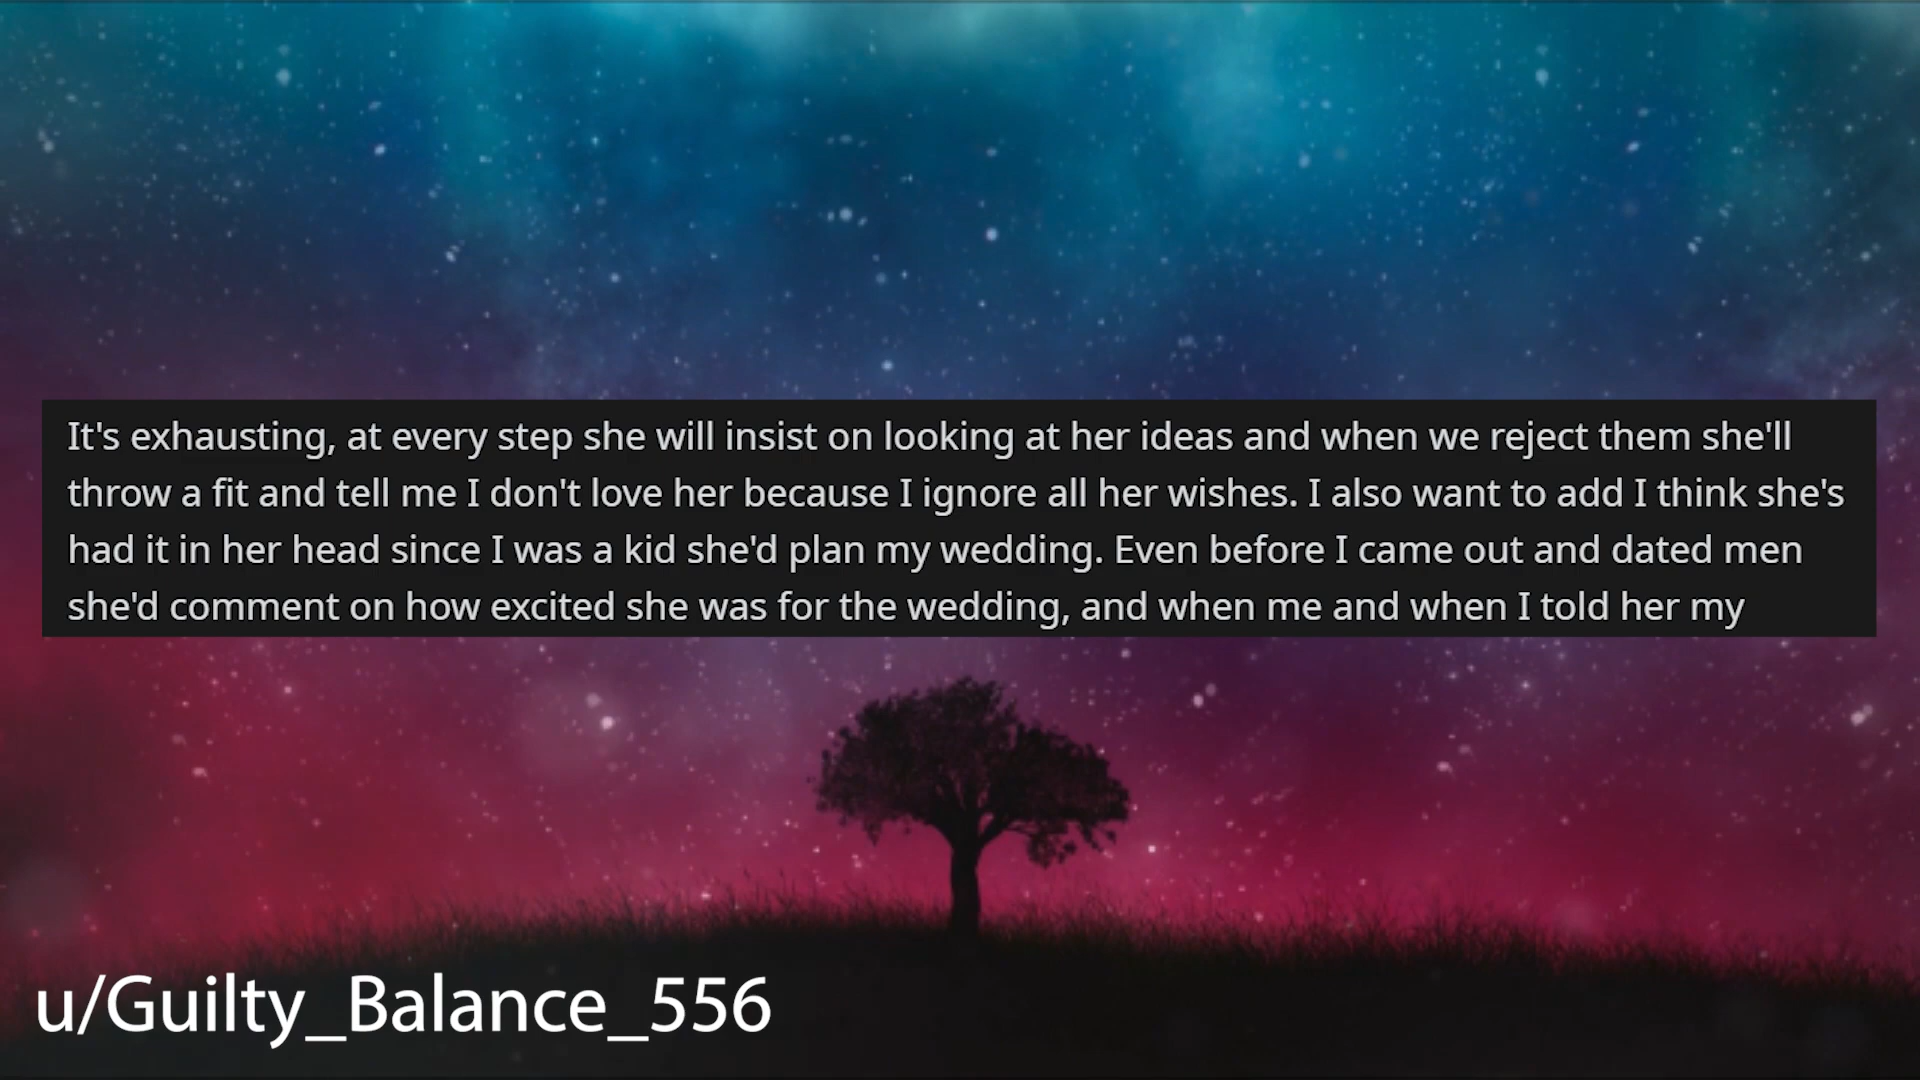 It's exhausting, at every step she will insist on looking at her ideas and when we reject them she'll
throw a fit and tell me I don't love her because I ignore all her wishes. I also want to add I think she's
had it in her head since I was a kid she'd plan my wedding. Even before I came out and dated men
she'd comment on how excited she was for the wedding, and when me and when I told her my
u/Guilty_Balance_556